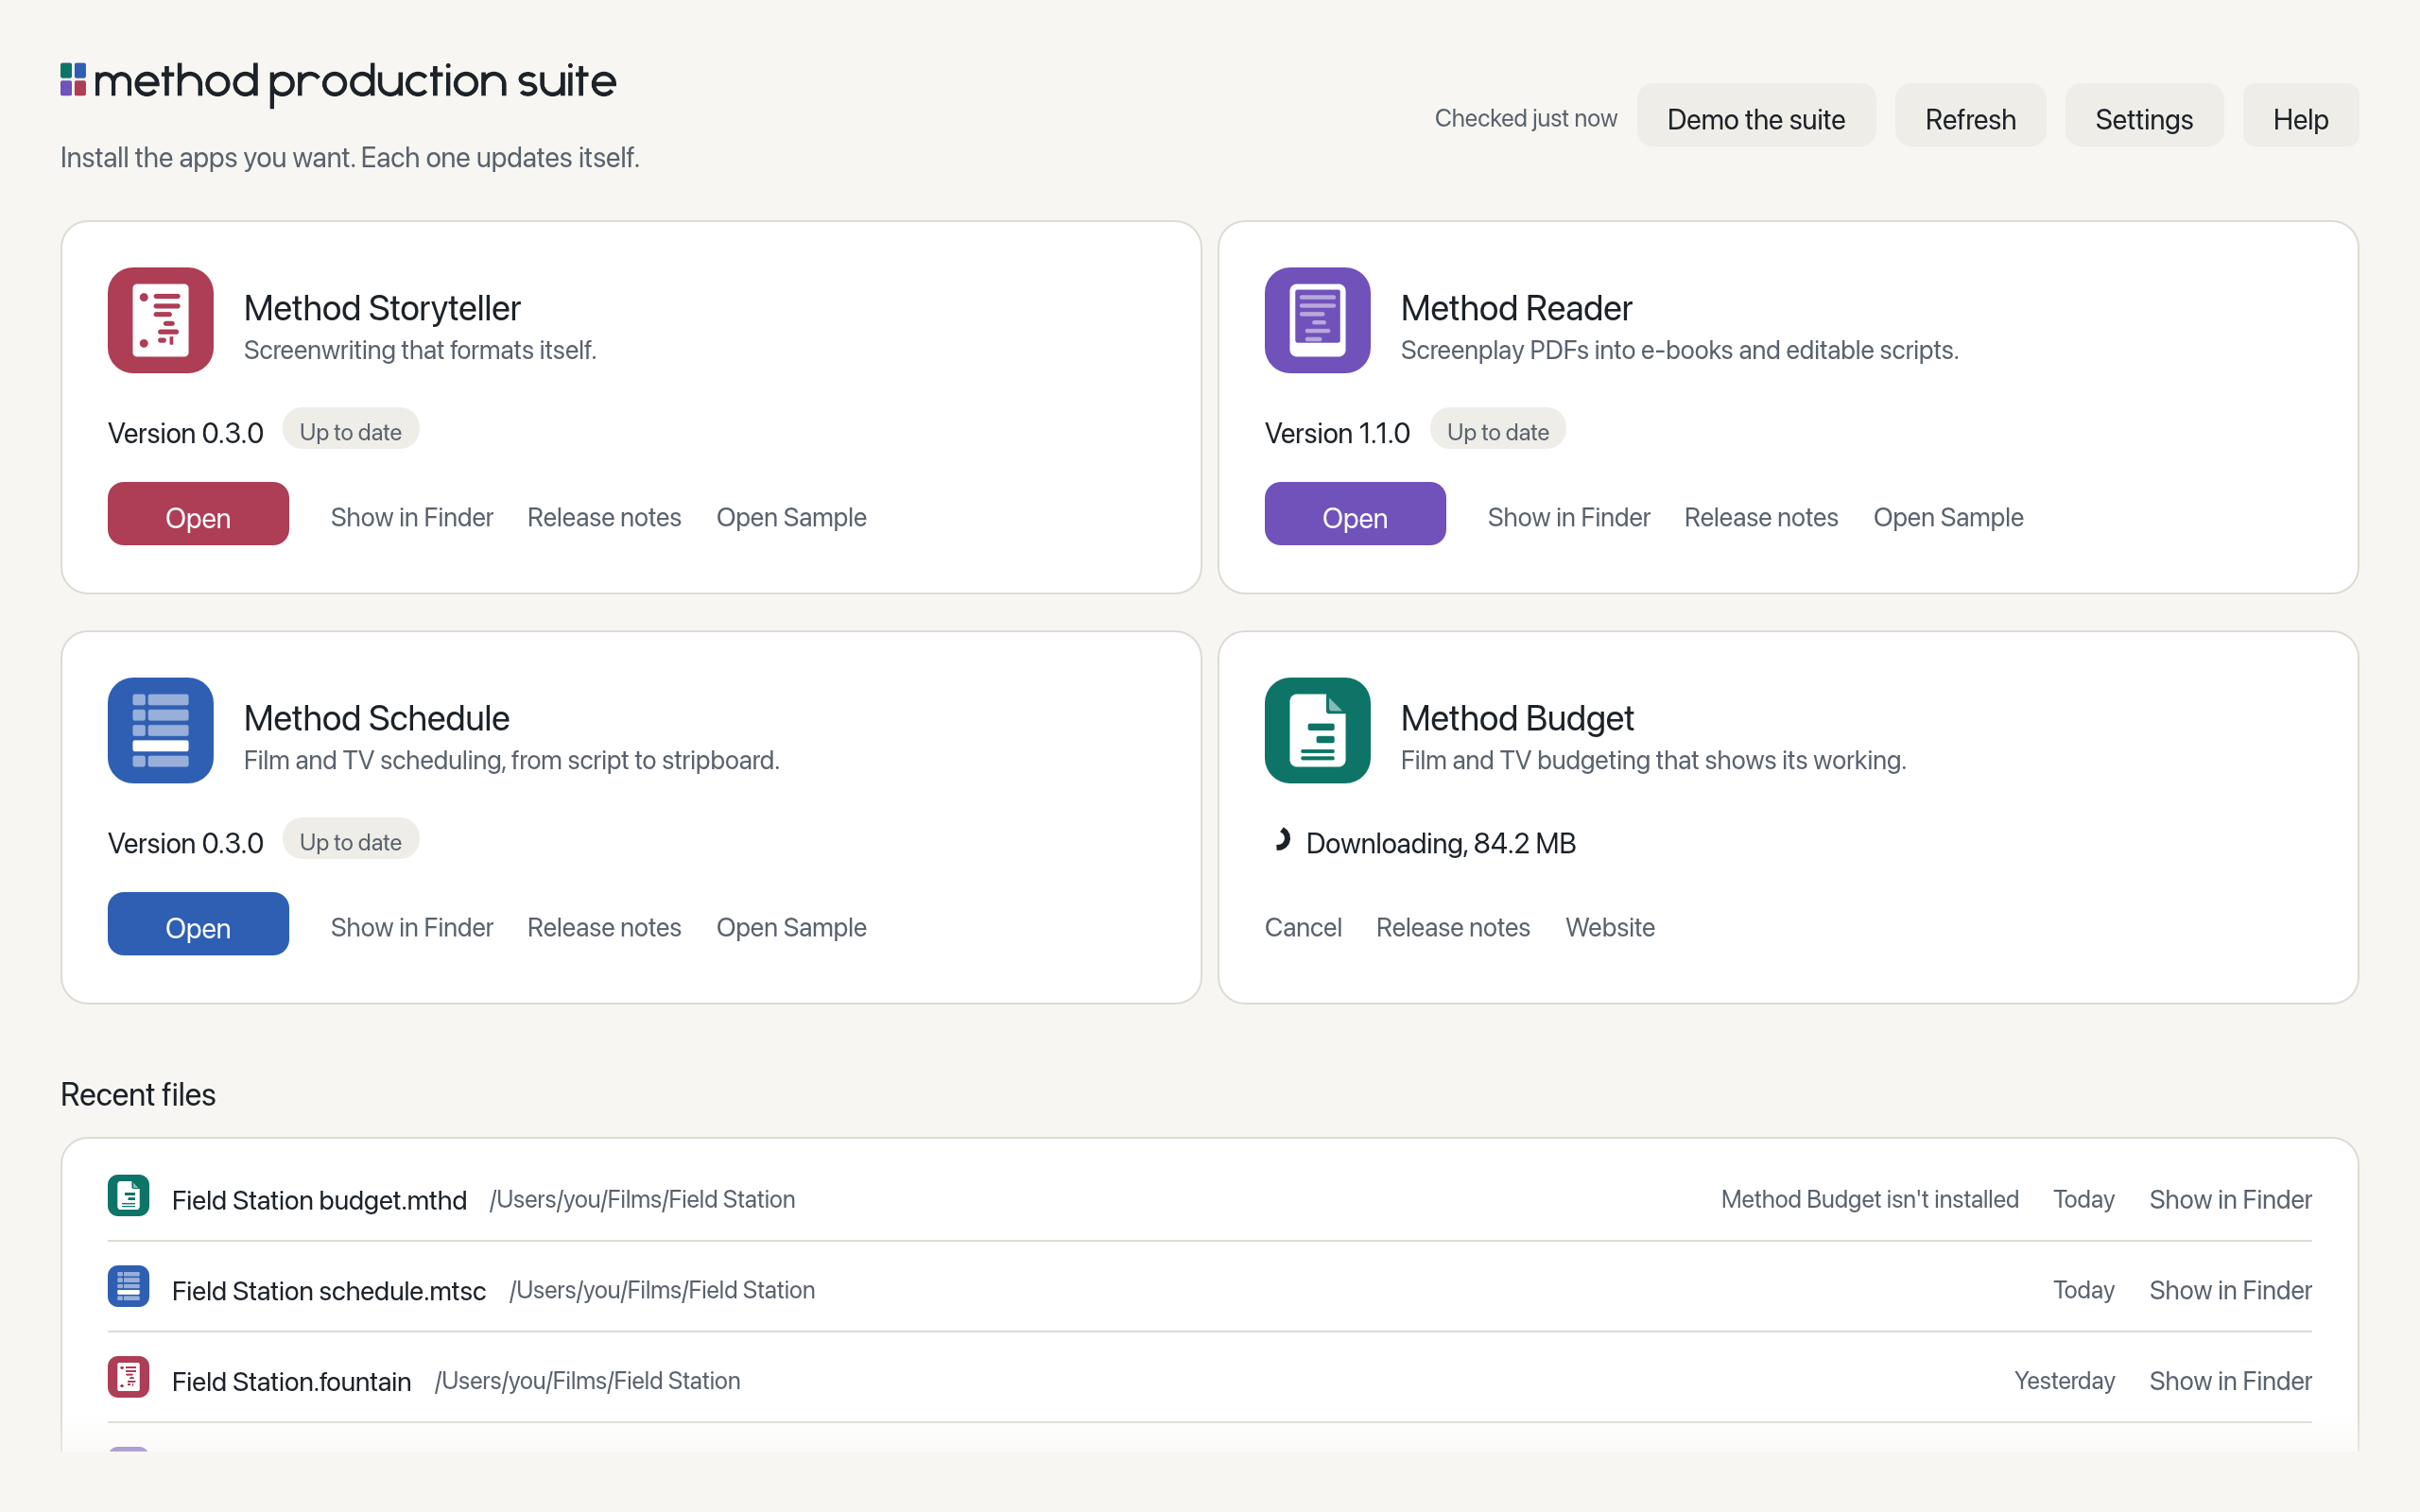 method production suite
Install the apps you want. Each one updates itself.
Checked just now
Demo the suite
Refresh
Settings
Help
Method Storyteller
Screenwriting that formats itself.
Version 0.3.0 Up to date
Open Show in Finder Release notes Open Sample
Method Reader
Screenplay PDFs into e-books and editable scripts.
Version 1.1.0 Up to date
Open Show in Finder Release notes Open Sample
Method Schedule
Film and TV scheduling, from script to stripboard.
Version 0.3.0 Up to date
Open Show in Finder Release notes Open Sample
Method Budget
Film and TV budgeting that shows its working.
Downloading, 84.2 MB
Cancel Release notes Website
Recent files
Field Station budget.mthd /Users/you/Films/Field Station Method Budget isn't installed Today Show in Finder
Field Station schedule.mtsc /Users/you/Films/Field Station Today Show in Finder
Field Station.fountain /Users/you/Films/Field Station Yesterday Show in Finder